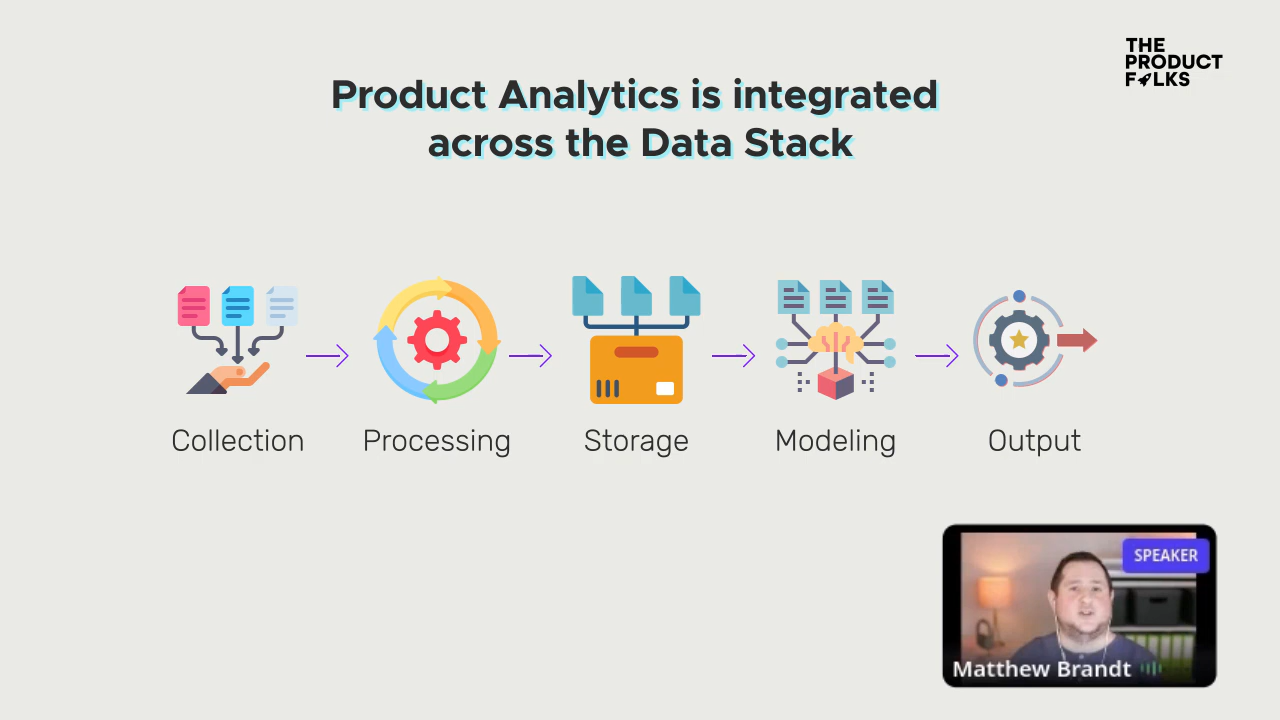 THE
PRODUCT
FOLKS
Product Analytics is integrated
across the Data Stack
Collection
Processing
Storage
Modeling
Output
SPEAKER
Matthew Brandt